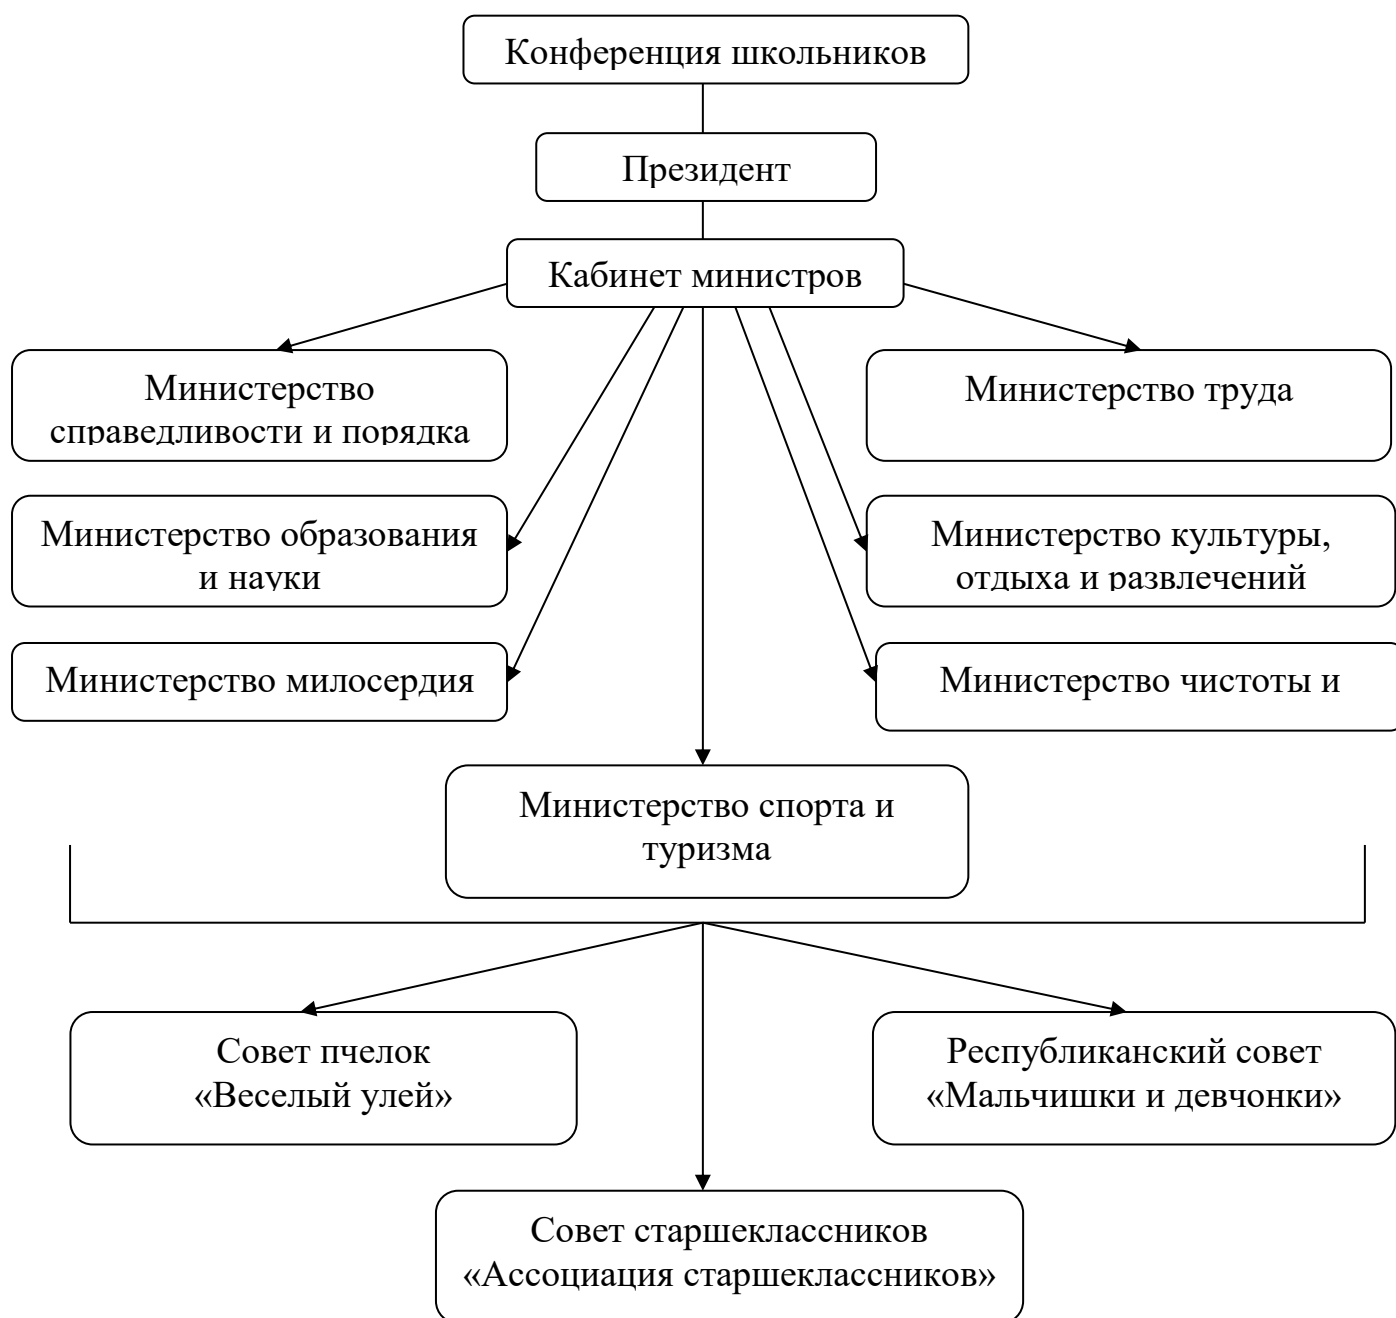 Конференция школьников
Президент
Кабинет министров
Министерство
справедливости и порядка
Министерство труда
Министерство образования
и науки
Министерство культуры,
отдыха и развлечений
Министерство милосердия
Министерство чистоты и
Министерство спорта и
туризма
Совет пчелок
«Веселый улей»
Республиканский совет
«Мальчишки и девчонки»
Совет старшеклассников
«Ассоциация старшеклассников»